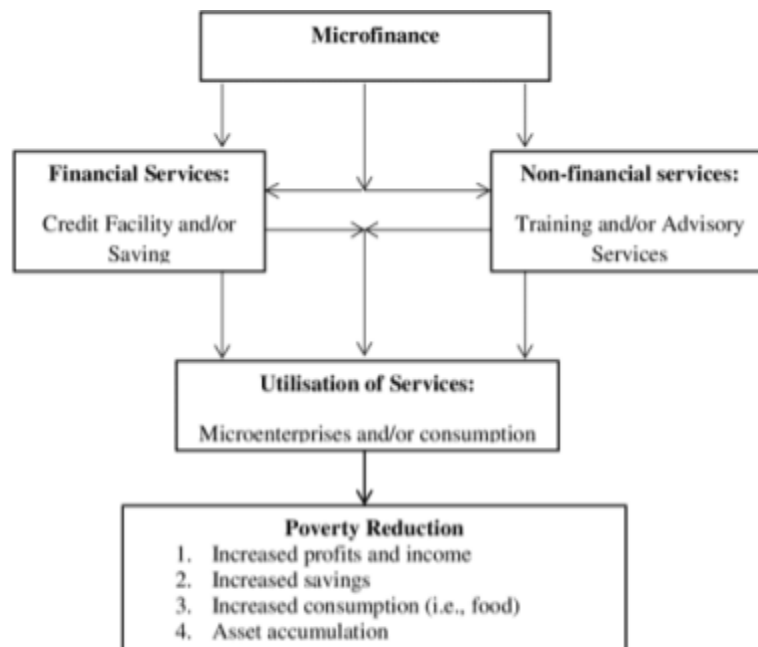 Microfinance
Financial Services:
Credit Facility and/or
Saving
Non-financial services:
Training and/or Advisory
Services
Utilisation of Services:
Microenterprises and/or consumption
Poverty Reduction
1. Increased profits and income
2. Increased savings
3. Increased consumption (i.e., food)
4. Asset accumulation